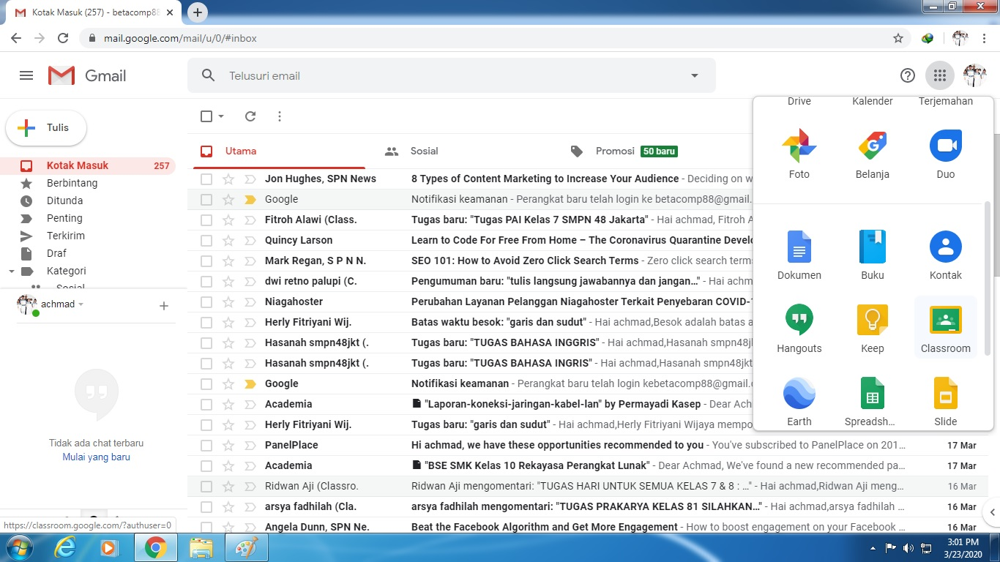 Kotak Masuk (257) - betacomp88
mail.google.com/mail/u/0/#inbox
Gmail
Telusuri email
Tulis
Kotak Masuk 257
Berbintang
Ditunda
Penting
Terkirim
Draf
Kategori
Sosial
achmad
Tidak ada chat terbaru
Mulai yang baru
https://classroom.google.com/?authuser=0
Utama
Sosial
Promosi 50 baru
Jon Hughes, SPN News 8 Types of Content Marketing to Increase Your Audience - Deciding on w
Google Notifikasi keamanan - Perangkat baru telah login ke betacomp88@gmail.
Fitroh Alawi (Class. Tugas baru: "Tugas PAI Kelas 7 SMPN 48 Jakarta" - Hai achmad, Fitroh A
Quincy Larson Learn to Code For Free From Home – The Coronavirus Quarantine Develo
Mark Regan, S P N N. SEO 101: How to Avoid Zero Click Search Terms - Zero click search terms
dwi retno palupi (C. Pengumuman baru: "tulis langsung jawabannya dan jangan…" - Hai achm
Niagahoster Perubahan Layanan Pelanggan Niagahoster Terkait Penyebaran COVID-1
Herly Fitriyani Wij. Batas waktu besok: "garis dan sudut" - Hai achmad,Besok adalah batas
Hasanah smpn48jkt (. Tugas baru: "TUGAS BAHASA INGGRIS" - Hai achmad,Hasanah smpn48jk
Hasanah smpn48jkt (. Tugas baru: "TUGAS BAHASA INGRIS" - Hai achmad,Hasanah smpn48jkt
Google Notifikasi keamanan - Perangkat baru telah login kebetacomp88@gmail.
Academia "Laporan-koneksi-jaringan-kabel-lan" by Permayadi Kasep - Dear Ach
Herly Fitriyani Wij. Tugas baru: "garis dan sudut" - Hai achmad,Herly Fitriyani Wijaya mempo
PanelPlace Hi achmad, we have these opportunities recommended to you - You've subscribed to PanelPlace on 201… 17 Mar
Academia "BSE SMK Kelas 10 Rekayasa Perangkat Lunak" - Dear Achmad, We've found a new recommended pa… 17 Mar
Ridwan Aji (Classro. Ridwan Aji mengomentari: "TUGAS HARI UNTUK SEMUA KELAS 7 & 8 : …" - Hai achmad,Ridwan Aji meng… 16 Mar
arsya fadhilah (Cla. arsya fadhilah mengomentari: "TUGAS PRAKARYA KELAS 81 SILAHKAN…" - Hai achmad,arsya fadhilah … 16 Mar
Angela Dunn, SPN Ne. Beat the Facebook Algorithm and Get More Engagement - How to boost engagement on your Facebook … 16 Mar
Drive Kalender Terjemahan
Foto Belanja Duo
Dokumen Buku Kontak
Hangouts Keep Classroom
Earth Spreadsh... Slide
3:01 PM
3/23/2020